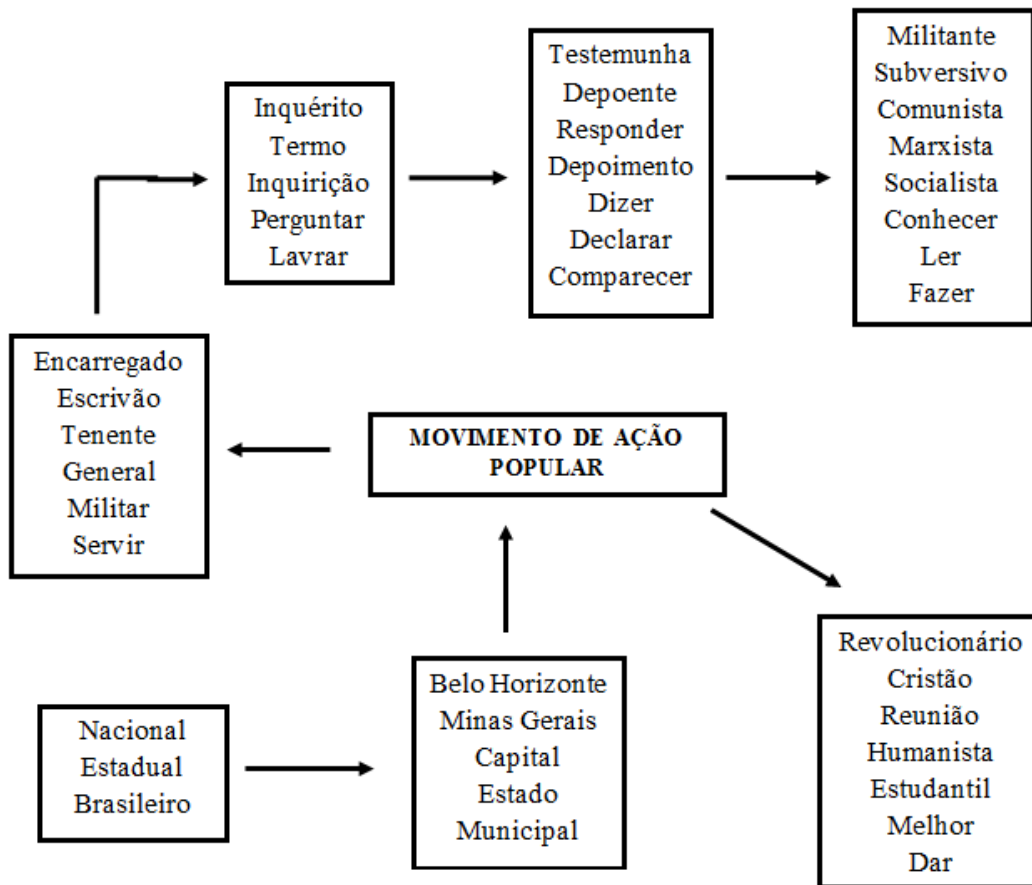 Inquérito
Termo
Inquirição
Perguntar
Lavrar
Testemunha
Depoente
Responder
Depoimento
Dizer
Declarar
Comparecer
Militante
Subversivo
Comunista
Marxista
Socialista
Conhecer
Ler
Fazer
Encarregado
Escrivão
Tenente
General
Militar
Servir
MOVIMENTO DE AÇÃO
POPULAR
Nacional
Estadual
Brasileiro
Belo Horizonte
Minas Gerais
Capital
Estado
Municipal
Revolucionário
Cristão
Reunião
Humanista
Estudantil
Melhor
Dar